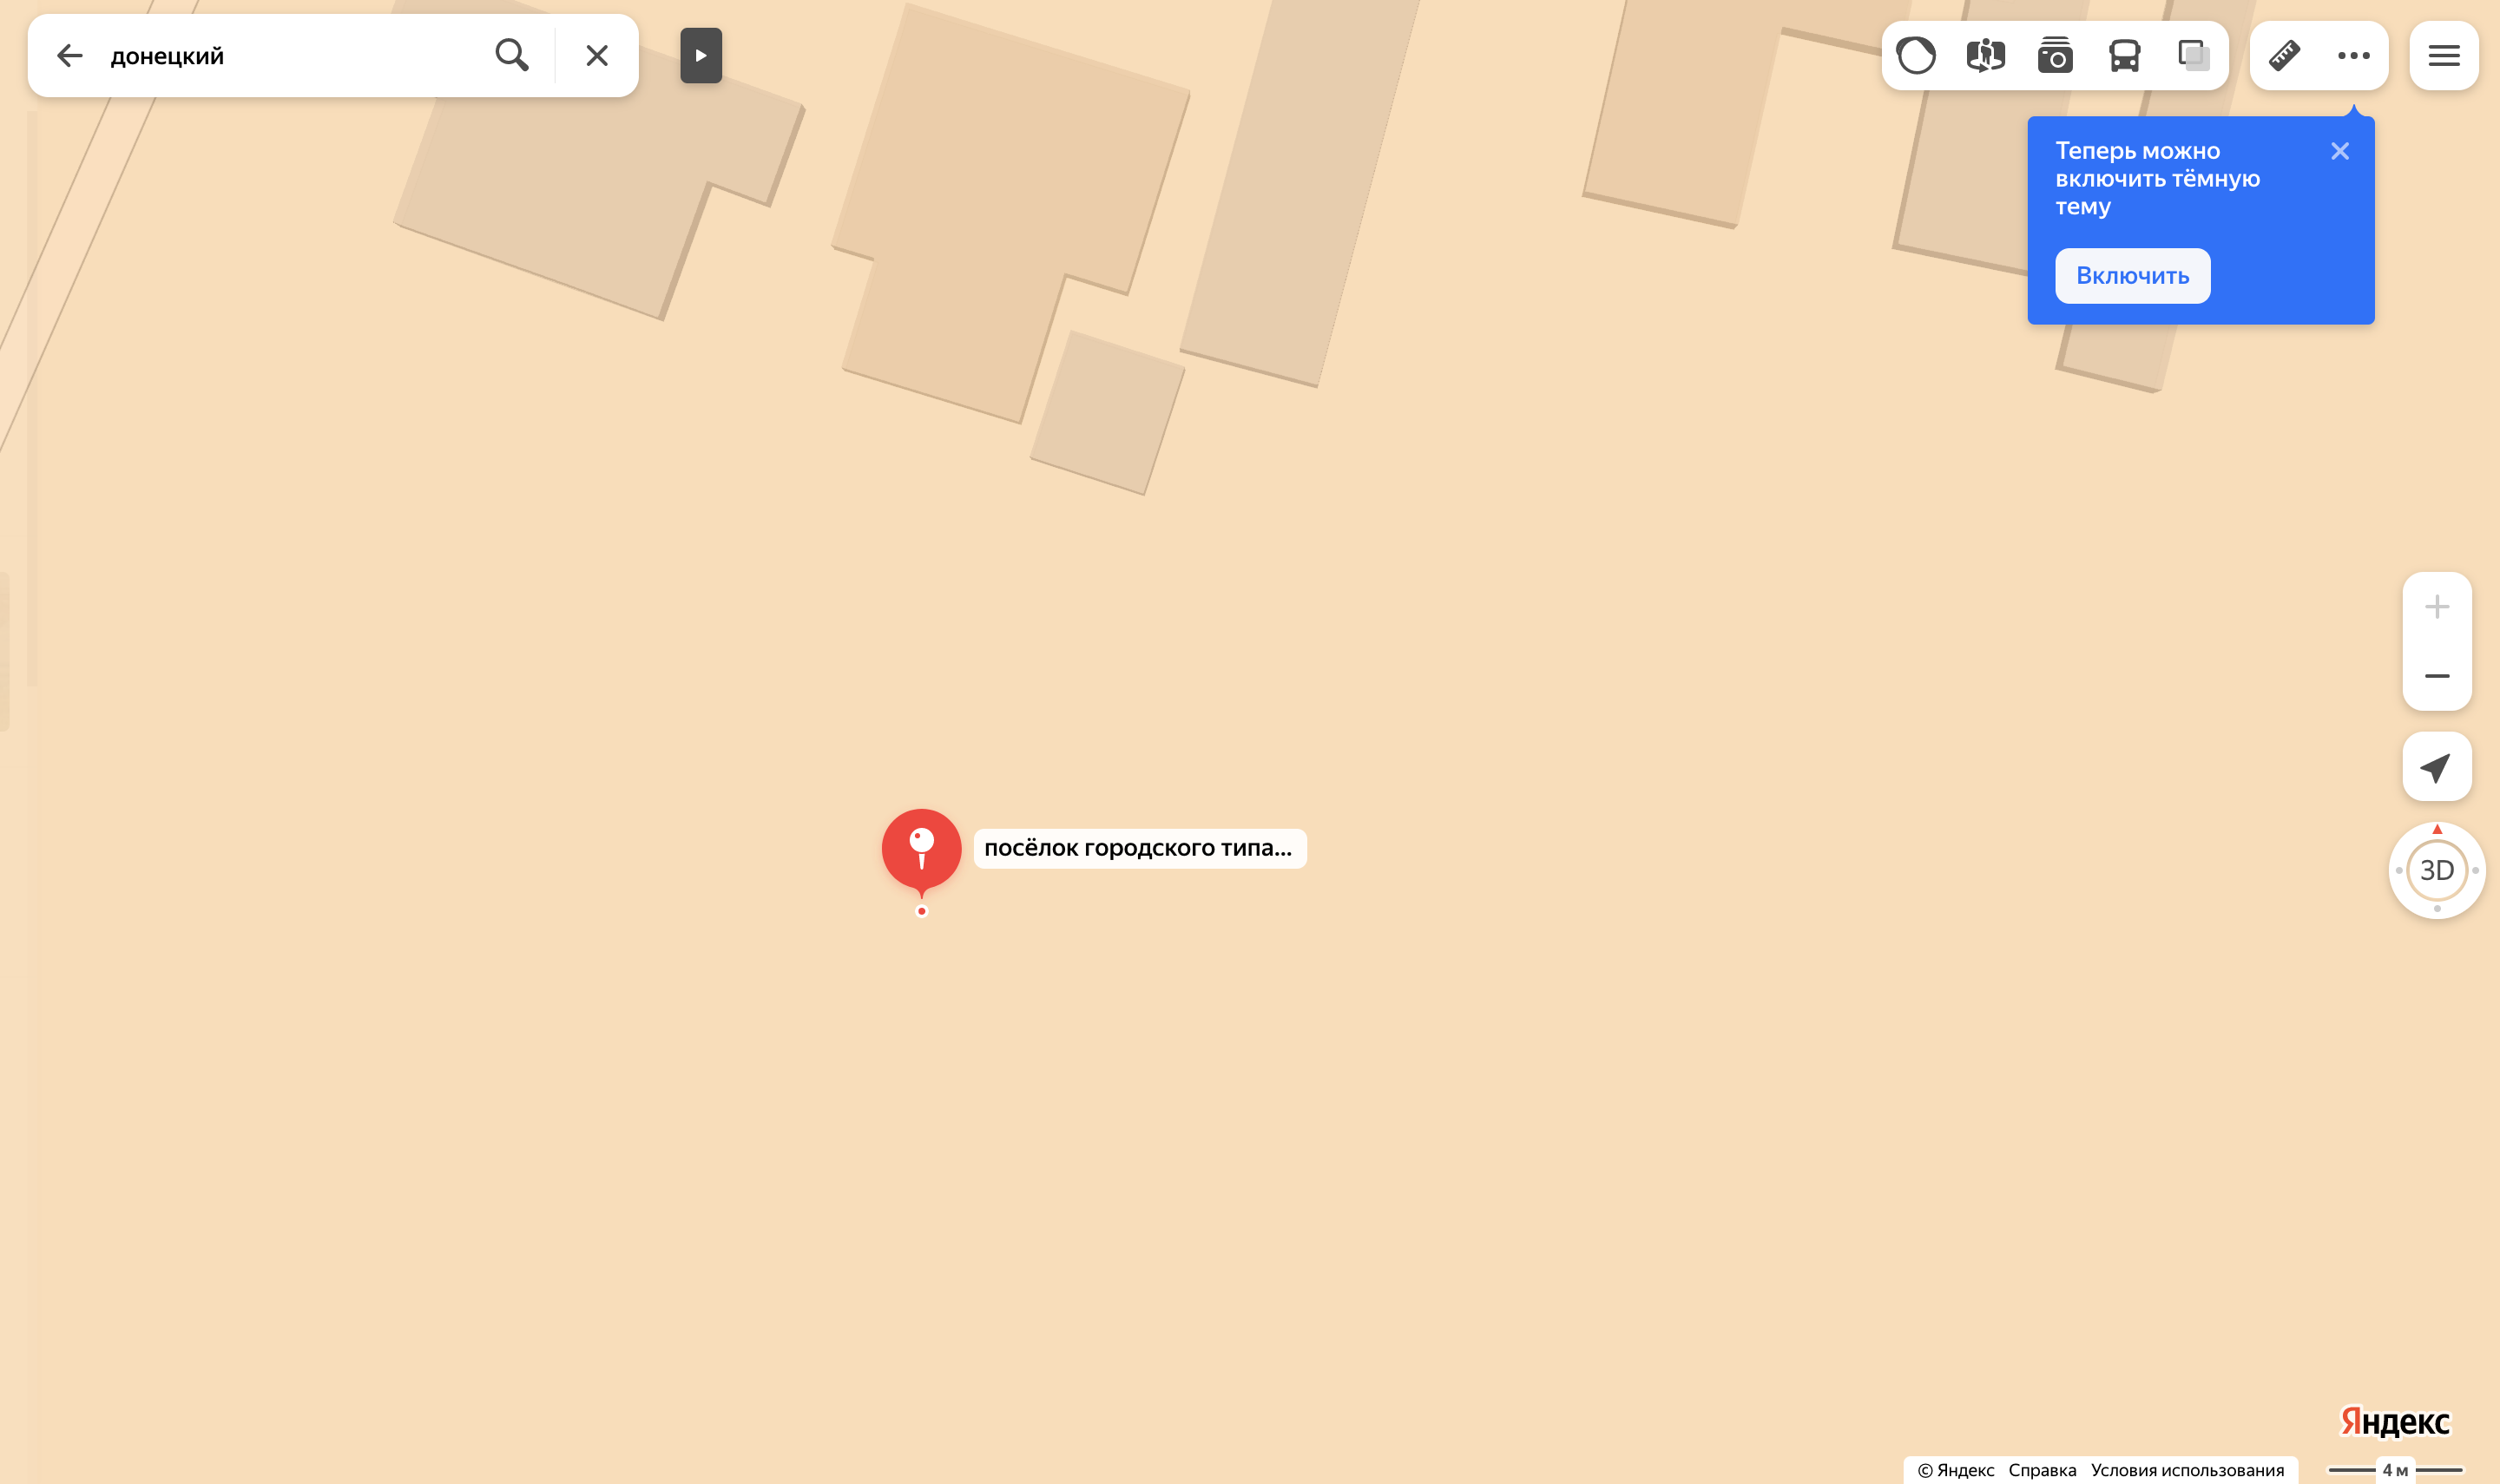 донецкий
Теперь можно
включить тёмную
тему
Включить
посёлок городского типа...
3D
Яндекс
© Яндекс Справка Условия использования
4 м